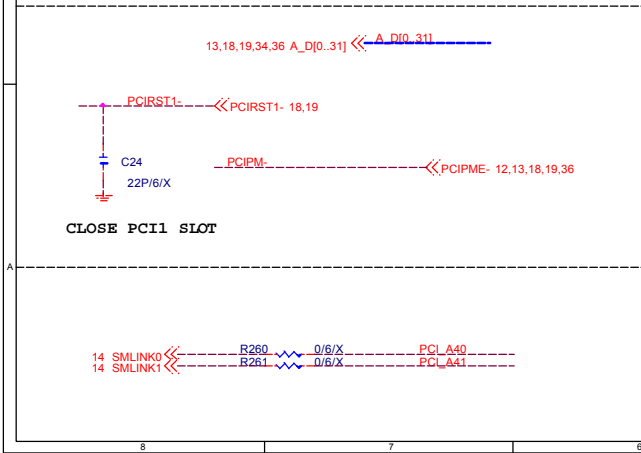 13,18,19,34,36 A_D[0..31] A_D[0..31]
PCIRST1- PCIRST1- 18,19
C24
22P/6/X
PCIPM- PCIPME- 12,13,18,19,36
CLOSE PCI1 SLOT
A
14 SMLINK0 R260 0/6/X PCI_A40
14 SMLINK1 R261 0/6/X PCI_A41
8 7 6